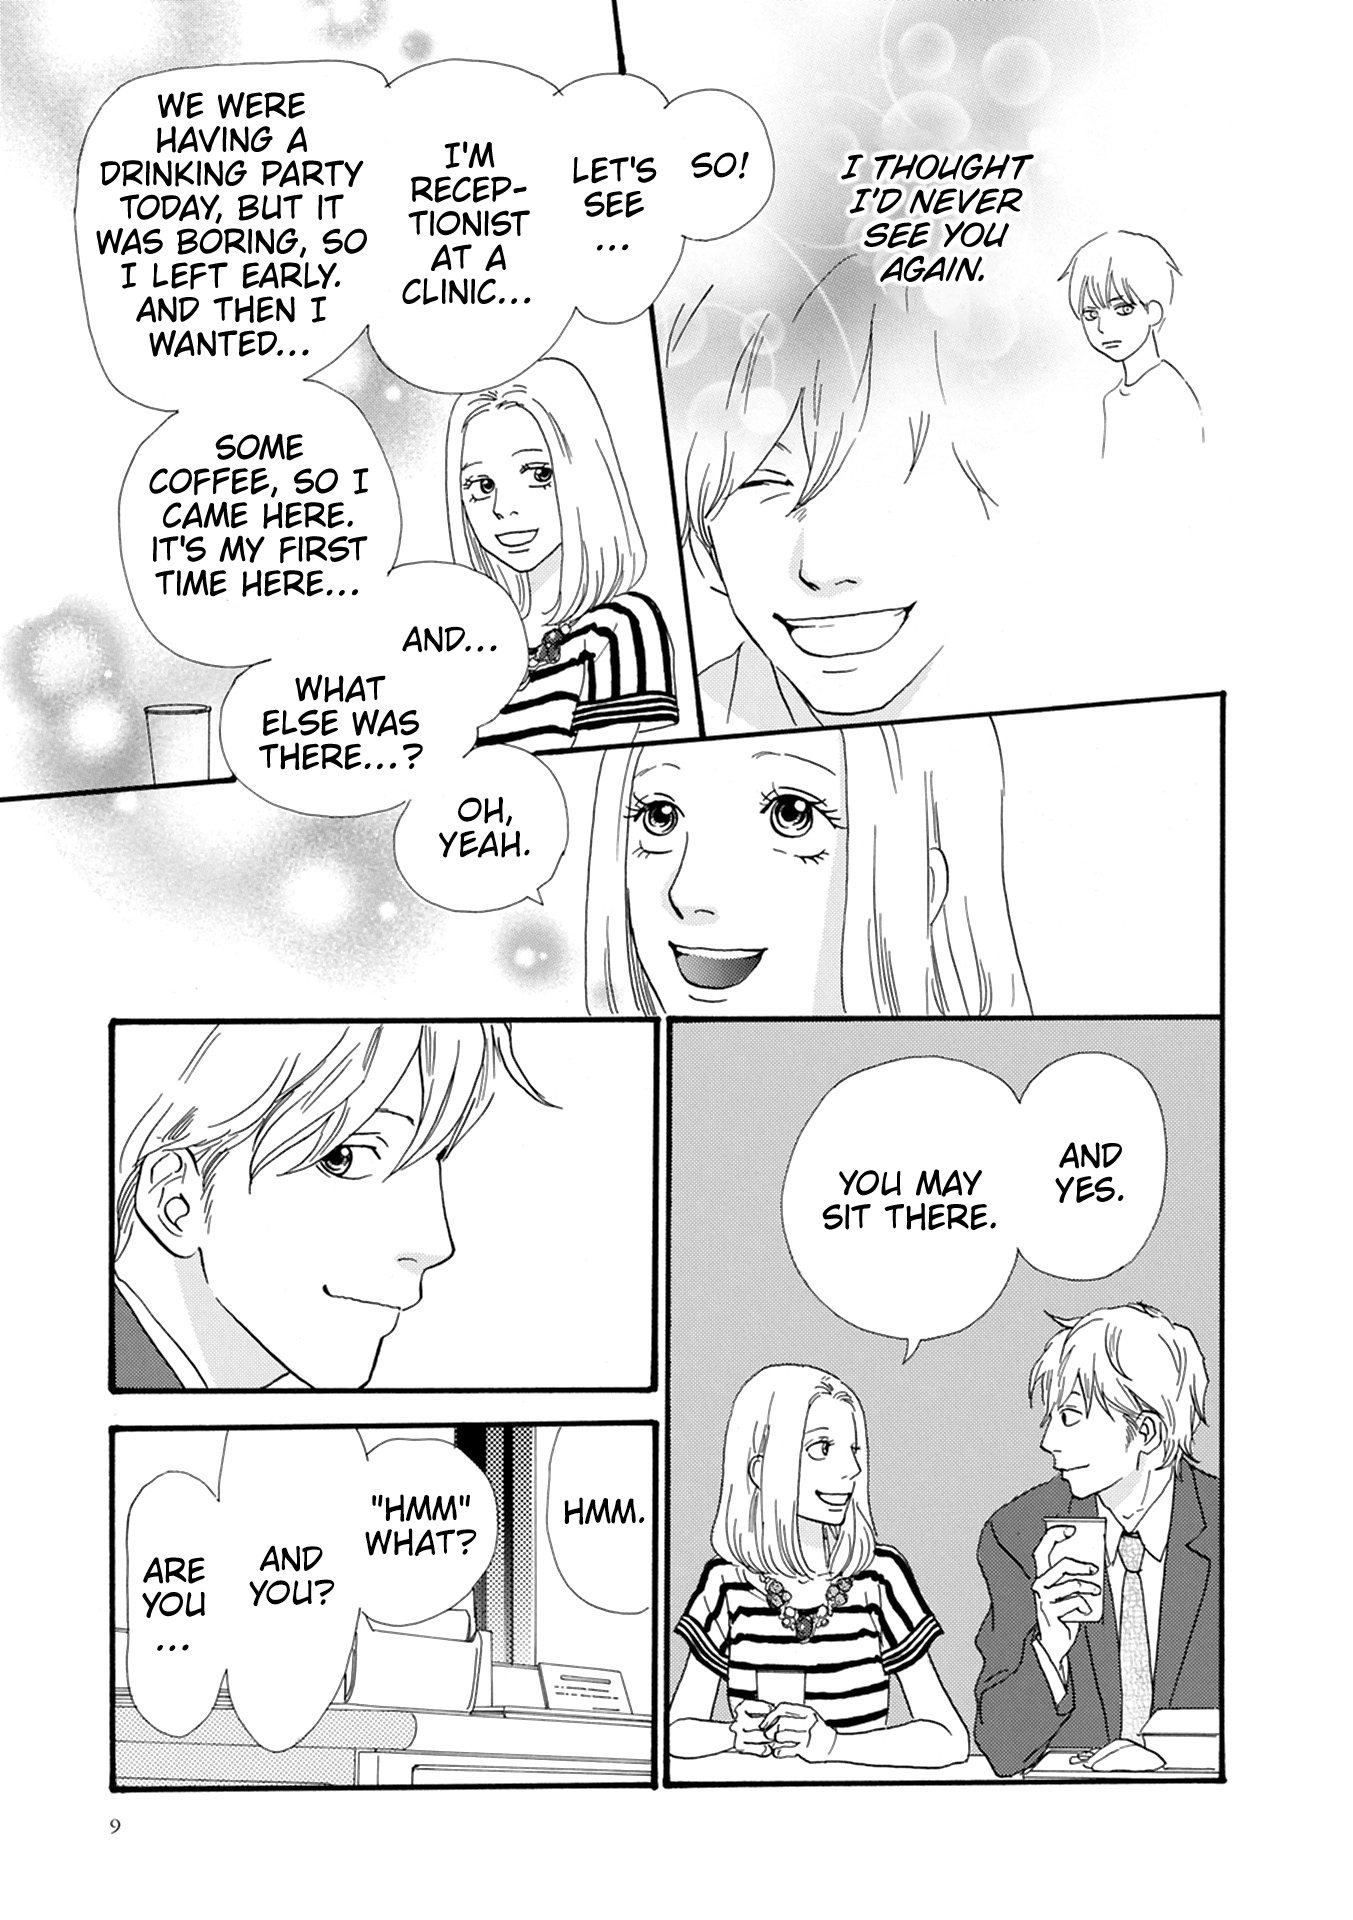 I THOUGHT
I'D NEVER
SEE YOU
AGAIN.
SO!
LET'S
SEE
...
I'M
RECEP-
TIONIST
AT A
CLINIC...
WE WERE
HAVING A
DRINKING PARTY
TODAY, BUT IT
WAS BORING, SO
I LEFT EARLY.
AND THEN I
WANTED...
SOME
COFFEE, SO I
CAME HERE.
IT'S MY FIRST
TIME HERE...
AND...
WHAT
ELSE WAS
THERE...?
OH,
YEAH.
AND
YES.
YOU MAY
SIT THERE.
HMM.
"HMM"
WHAT?
AND
YOU?
ARE
YOU
...
9